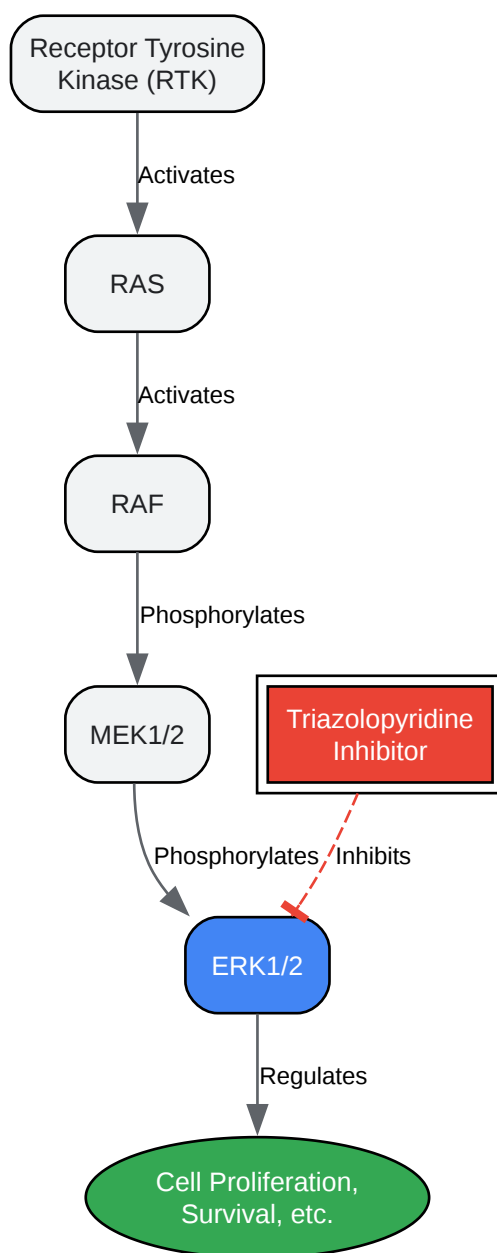 Receptor Tyrosine
Kinase (RTK)
Activates
RAS
Activates
RAF
Phosphorylates
MEK1/2
Triazolopyridine
Inhibitor
Phosphorylates
Inhibits
ERK1/2
Regulates
Cell Proliferation,
Survival, etc.